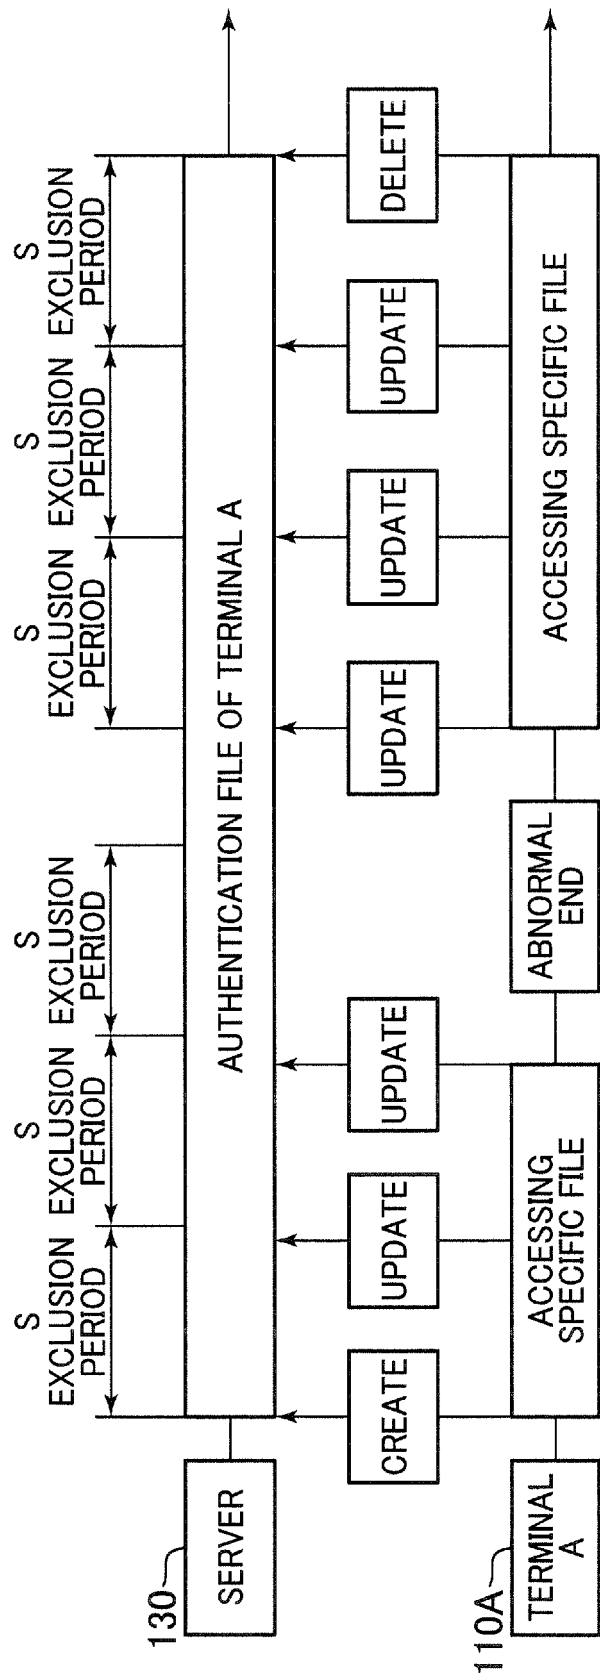 S
EXCLUSION
PERIOD
S
EXCLUSION
PERIOD
S
EXCLUSION
PERIOD
S
EXCLUSION
PERIOD
S
EXCLUSION
PERIOD
S
EXCLUSION
PERIOD
130
SERVER
AUTHENTICATION FILE OF TERMINAL A
CREATE
UPDATE
UPDATE
UPDATE
UPDATE
UPDATE
DELETE
110A
TERMINAL
A
ACCESSING
SPECIFIC FILE
ABNORMAL
END
ACCESSING SPECIFIC FILE